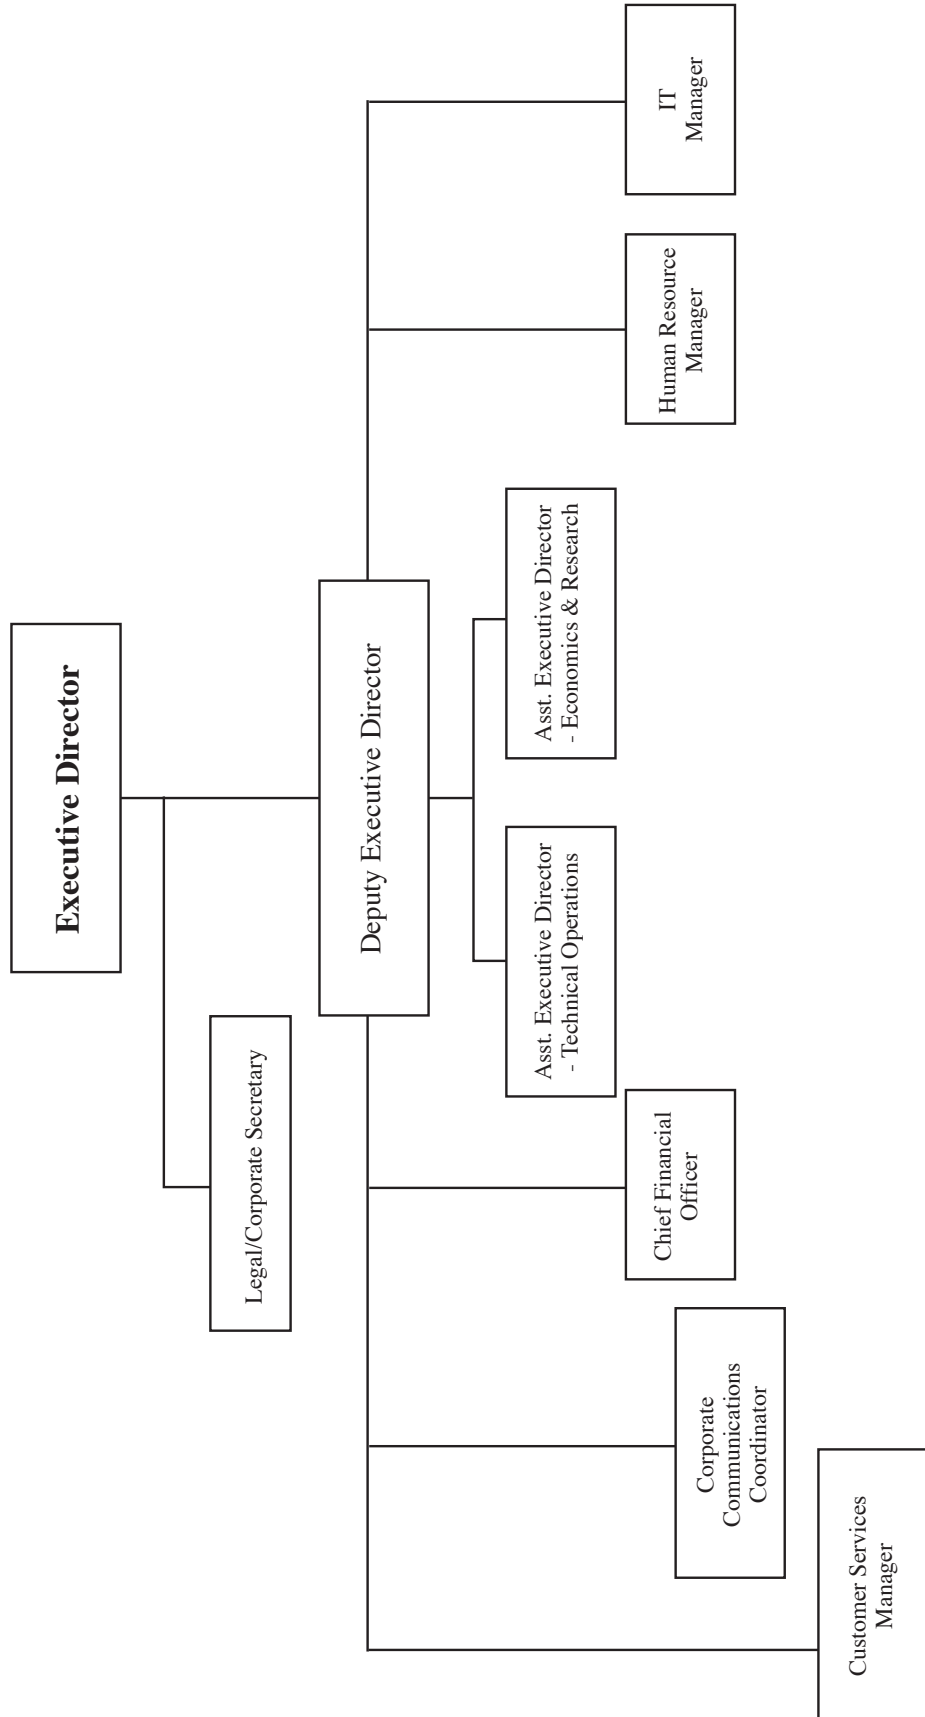 Executive Director
Legal/Corporate Secretary
Deputy Executive Director
Asst. Executive Director
- Technical Operations
Asst. Executive Director
- Economics & Research
Customer Services
Manager
Corporate
Communications
Coordinator
Chief Financial
Officer
Human Resource
Manager
IT
Manager